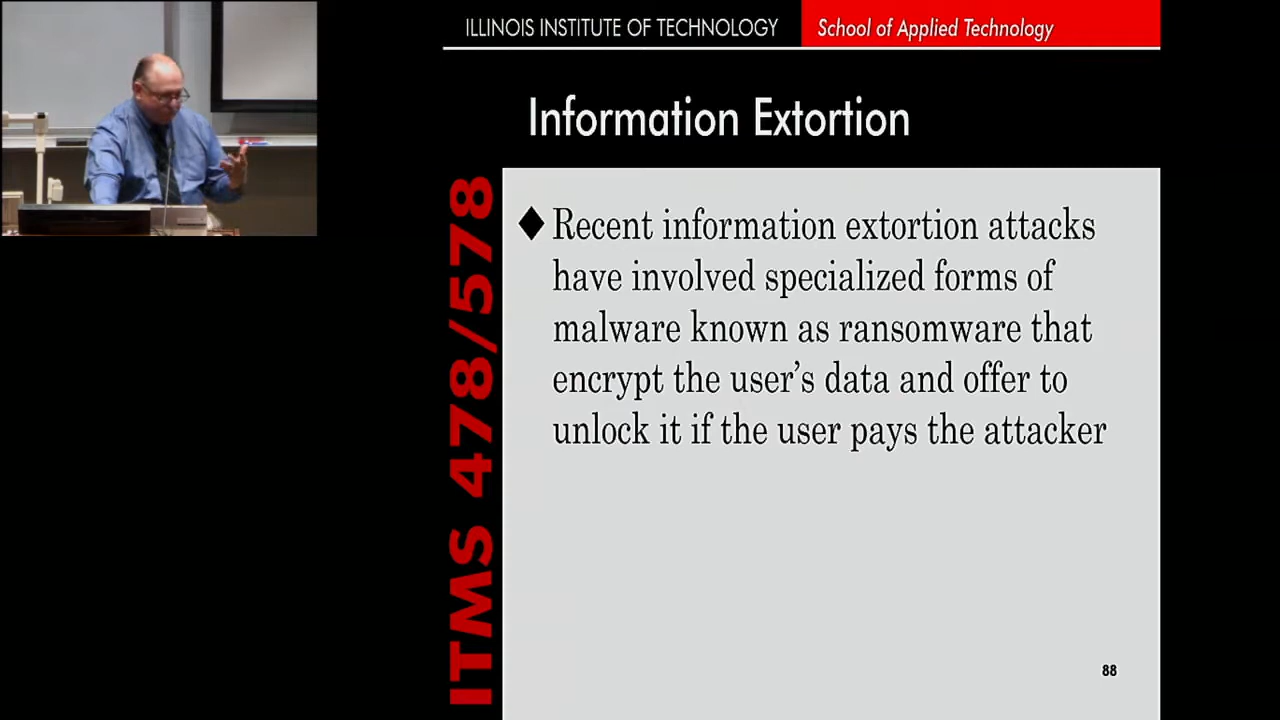 ILLINOIS INSTITUTE OF TECHNOLOGY School of Applied Technology
Information Extortion
ITMS 478/578
♦ Recent information extortion attacks
have involved specialized forms of
malware known as ransomware that
encrypt the user's data and offer to
unlock it if the user pays the attacker
88